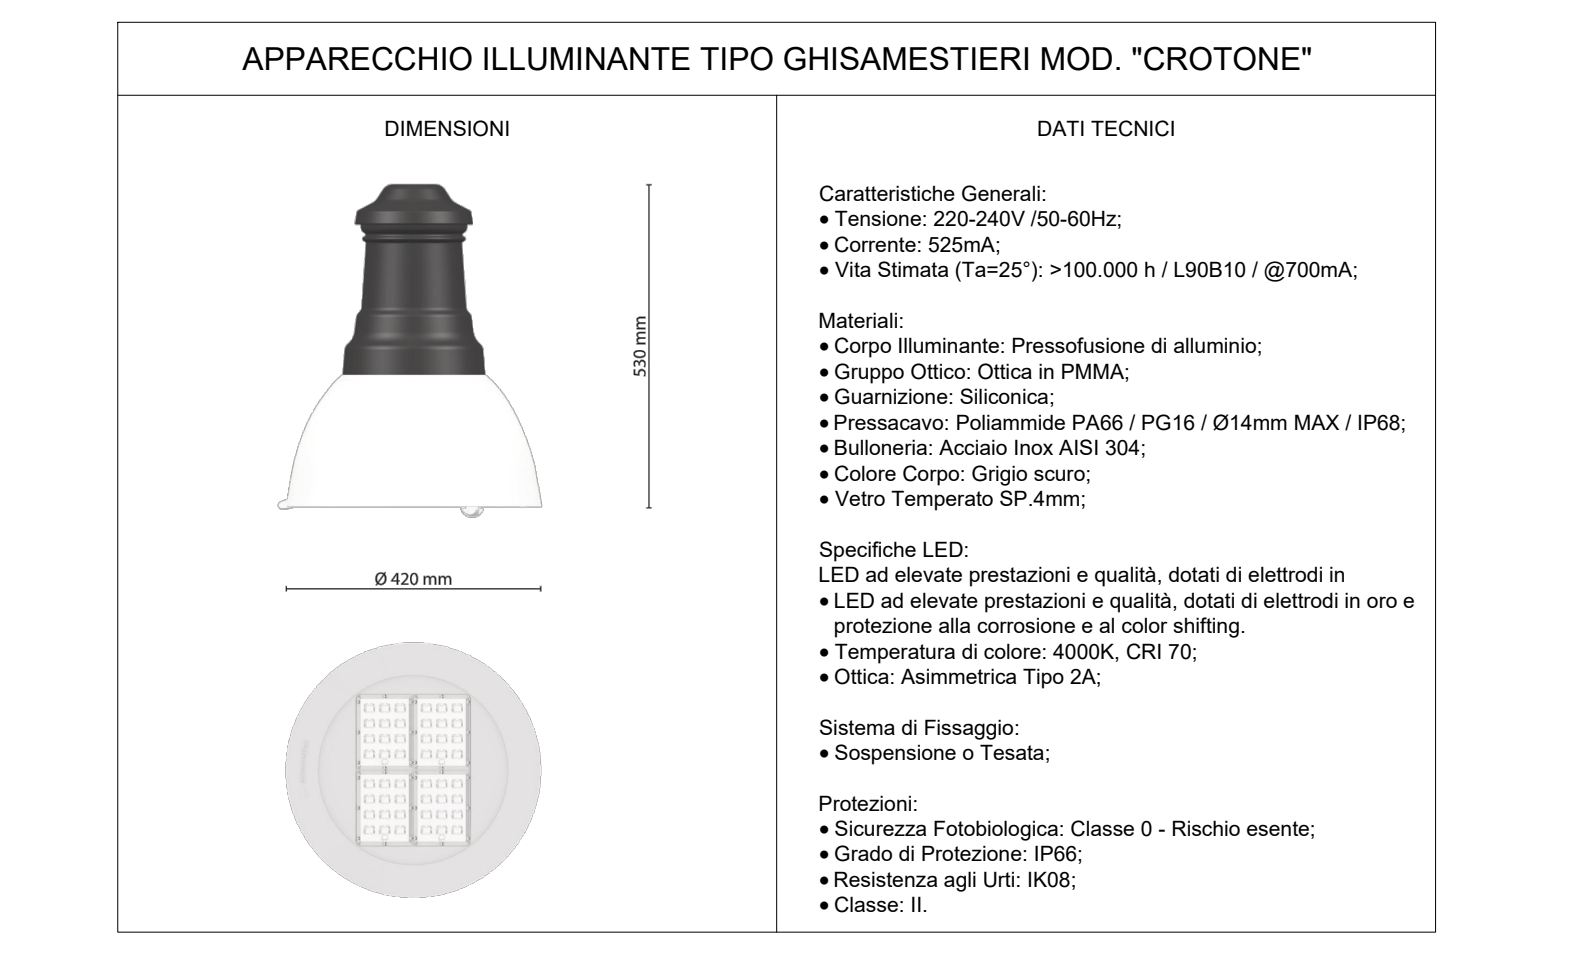 APPARECCHIO ILLUMINANTE TIPO GHISAMESTIERI MOD. "CROTONE"
DIMENSIONI
530 mm
Ø 420 mm
DATI TECNICI
Caratteristiche Generali:
• Tensione: 220-240V /50-60Hz;
• Corrente: 525mA;
• Vita Stimata (Ta=25°): >100.000 h / L90B10 / @700mA;
Materiali:
• Corpo Illuminante: Pressofusione di alluminio;
• Gruppo Ottico: Ottica in PMMA;
• Guarnizione: Siliconica;
• Pressacavo: Poliammide PA66 / PG16 / Ø14mm MAX / IP68;
• Bulloneria: Acciaio Inox AISI 304;
• Colore Corpo: Grigio scuro;
• Vetro Temperato SP.4mm;
Specifiche LED:
LED ad elevate prestazioni e qualità, dotati di elettrodi in
• LED ad elevate prestazioni e qualità, dotati di elettrodi in oro e
protezione alla corrosione e al color shifting.
• Temperatura di colore: 4000K, CRI 70;
• Ottica: Asimmetrica Tipo 2A;
Sistema di Fissaggio:
• Sospensione o Tesata;
Protezioni:
• Sicurezza Fotobiologica: Classe 0 - Rischio esente;
• Grado di Protezione: IP66;
• Resistenza agli Urti: IK08;
• Classe: II.